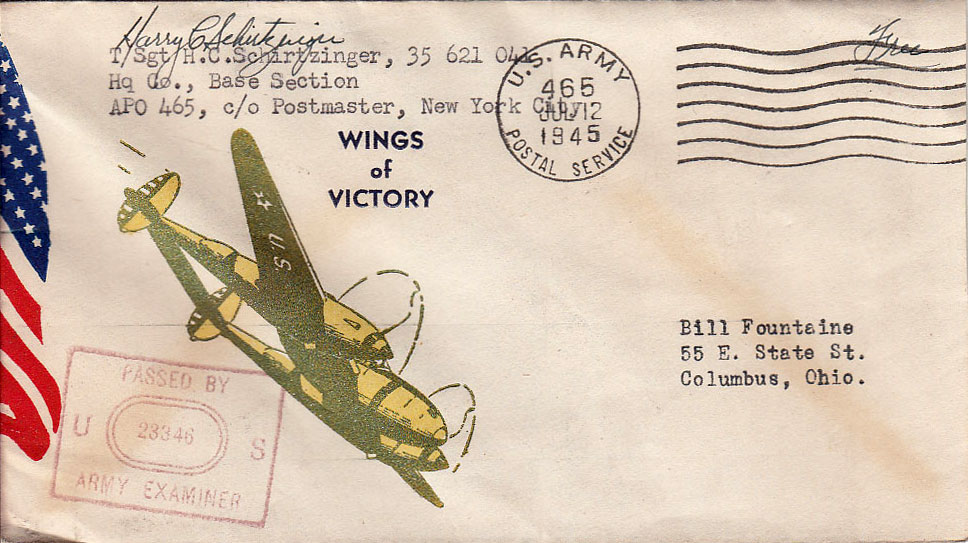 Harry C Schirtzinger
T/Sgt H.C.Schirtzinger, 35 621 041
Hq Co., Base Section
APO 465, c/o Postmaster, New York City
U.S. ARMY
465
JUL 12
1945
POSTAL SERVICE
Free
WINGS
of
VICTORY
U.S
Bill Fountaine
55 E. State St.
Columbus, Ohio.
PASSED BY
U 23346 S
ARMY EXAMINER